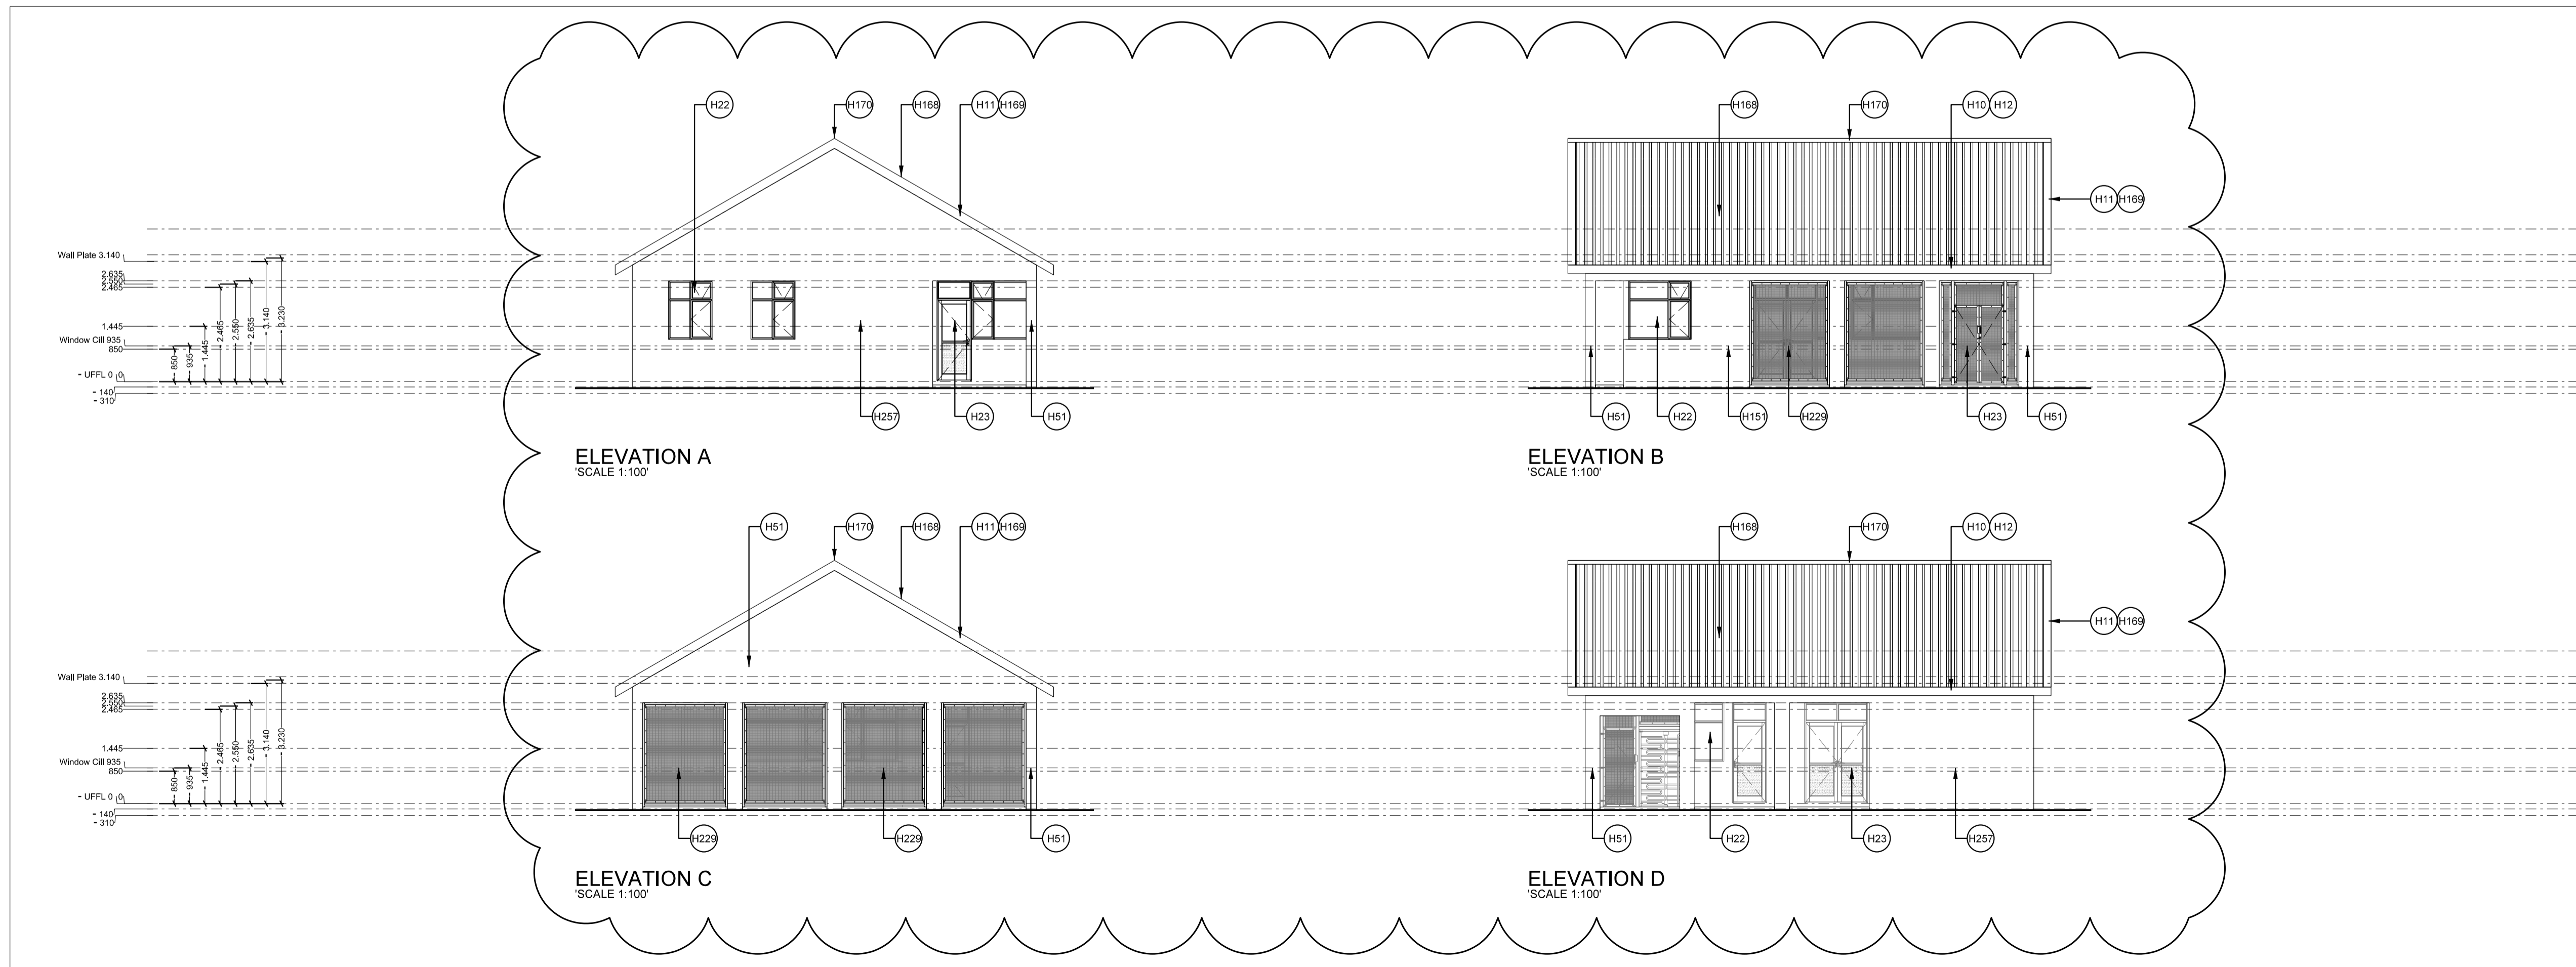 H22
H170
H168
H11 H169
H168
H170
H10 H12
H11 H169
Wall Plate 3.140
2.635
2.550
2.465
1.445
Window Cill 935
850
- UFFL 0 0
- 140
- 310
850
935
1.445
2.465
2.550
2.635
3.140
3.230
H257
H23
H51
H51
H22
H151
H229
H23
H51
ELEVATION A
'SCALE 1:100'
ELEVATION B
'SCALE 1:100'
H51
H170
H168
H11 H169
H168
H170
H10 H12
H11 H169
Wall Plate 3.140
2.635
2.550
2.465
1.445
Window Cill 935
850
- UFFL 0 0
- 140
- 310
850
935
1.445
2.465
2.550
2.635
3.140
3.230
H229
H229
H51
H51
H22
H23
H257
ELEVATION C
'SCALE 1:100'
ELEVATION D
'SCALE 1:100'